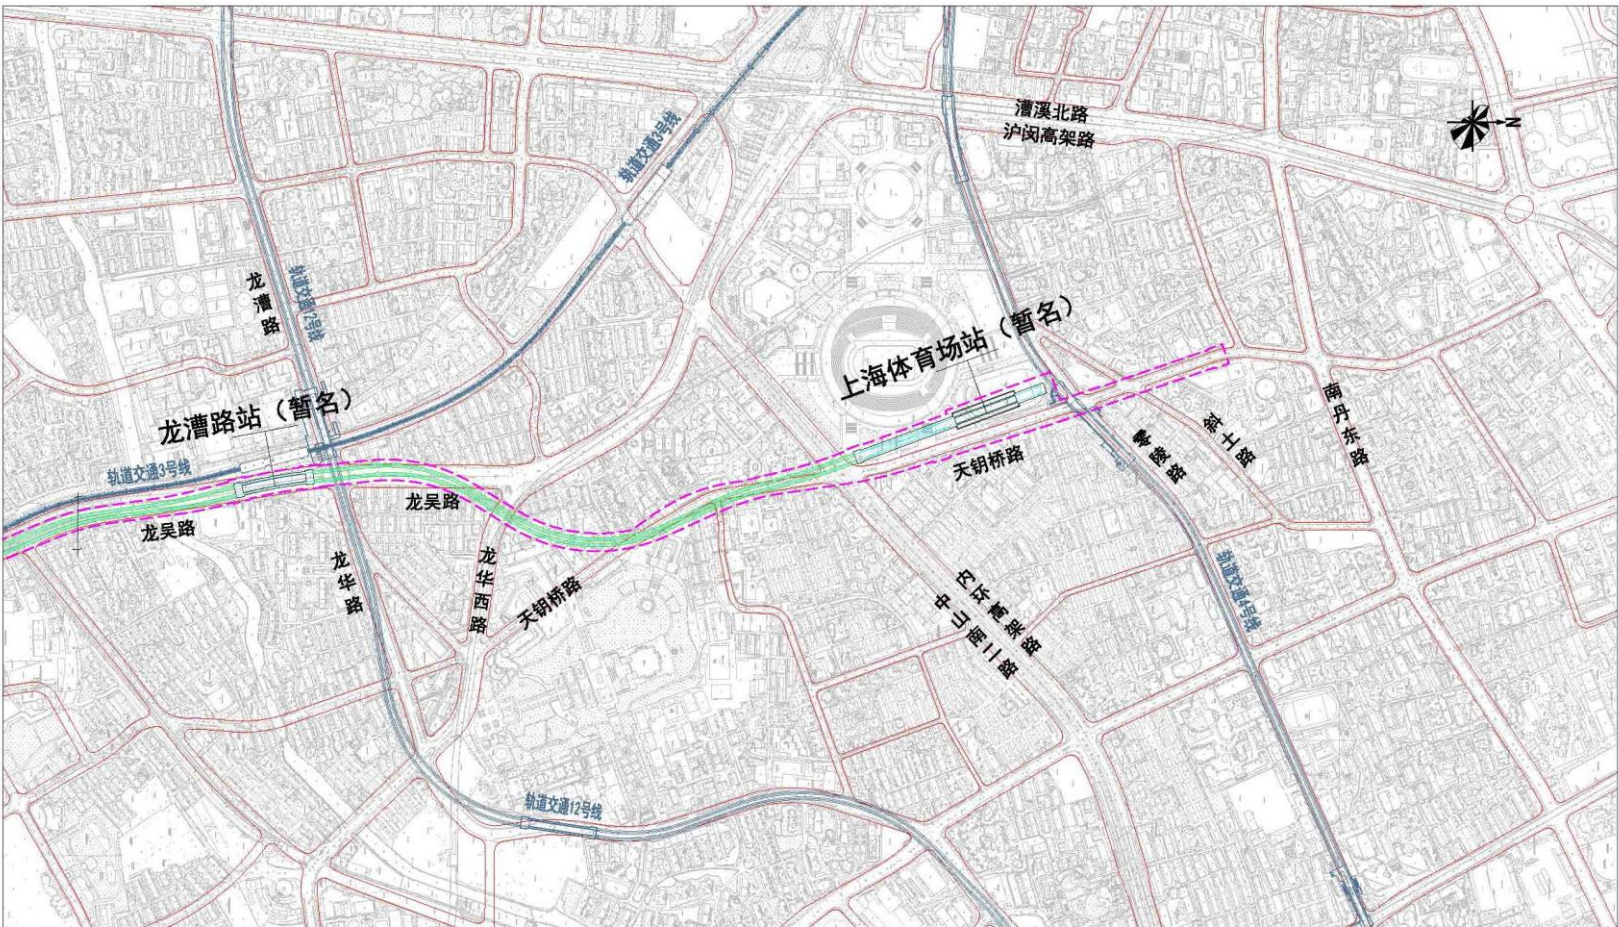 漕溪北路
沪闵高架路
N
轨道交通3号线
龙漕路
轨道交通12号线
上海体育场站（暂名）
龙漕路站（暂名）
南丹东路
斜土路
零陵路
天钥桥路
轨道交通3号线
龙吴路
龙吴路
龙华路
龙华西路
天钥桥路
内环高架路
中山南二路
轨道交通4号线
轨道交通12号线